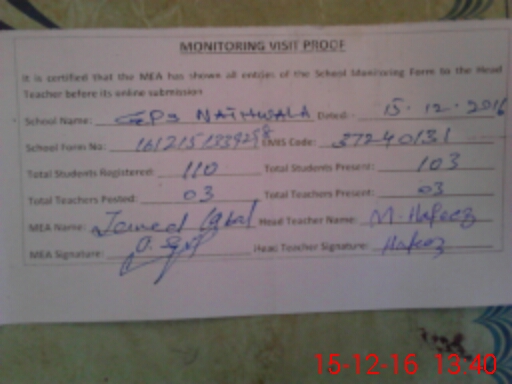 MONITORING VISIT PROOF
It is certified that the MEA has shown all entries of the School Monitoring Form to the Head
Teacher before its online submission
School Name: GPS NATHWALA Dated: 15-12-2016
School Form No: EMIS Code: 37240131
Total Students Registered: 110 Total Students Present: 103
Total Teachers Posted: 03 Total Teachers Present: 03
MEA Name: Javed Iqbal Head Teacher Name: M. Hafeez
MEA Signature: Head Teacher Signature: Hafeez
15-12-16 13:40